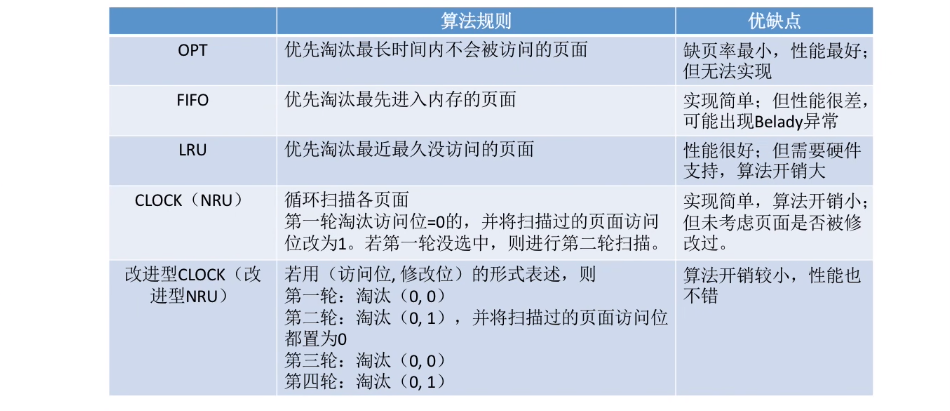 算法规则 优缺点
OPT 优先淘汰最长时间内不会被访问的页面 缺页率最小，性能最好；
但无法实现
FIFO 优先淘汰最先进入内存的页面 实现简单；但性能很差，
可能出现Belady异常
LRU 优先淘汰最近最久没访问的页面 性能很好；但需要硬件
支持，算法开销大
CLOCK（NRU） 循环扫描各页面 实现简单，算法开销小；
第一轮淘汰访问位=0的，并将扫描过的页面访问 但未考虑页面是否被修
位改为1。若第一轮没选中，则进行第二轮扫描。 改过。
改进型CLOCK（改 若用（访问位, 修改位）的形式表述，则 算法开销较小，性能也
进型NRU） 第一轮：淘汰（0, 0） 不错
第二轮：淘汰（0, 1），并将扫描过的页面访问位
都置为0
第三轮：淘汰（0, 0）
第四轮：淘汰（0, 1）